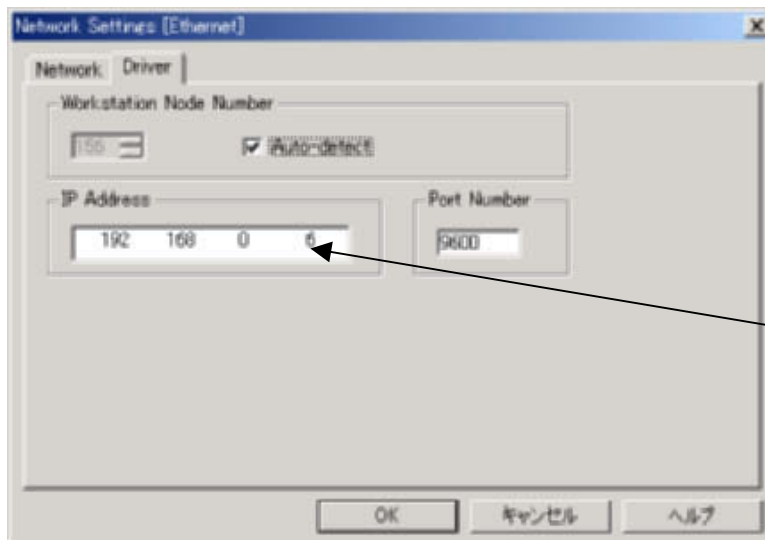 Network Settings [Ethernet]
Network Driver
Workstation Node Number
Auto-detect
IP Address
Port Number
192 168 0 6
9600
OK キャンセル ヘルプ